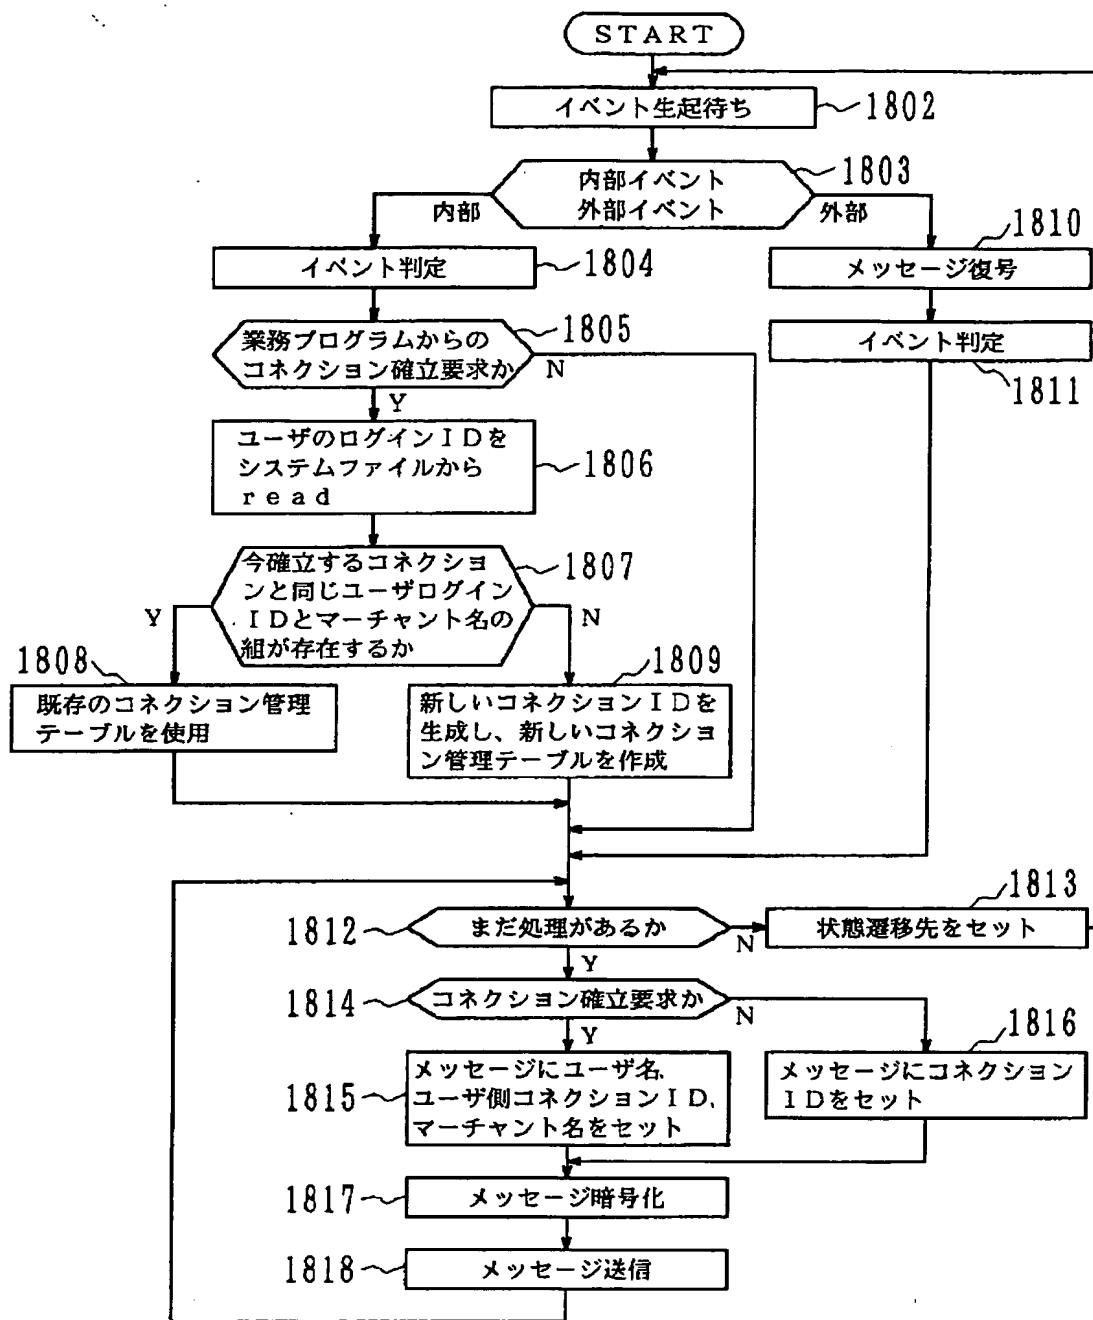 ＳＴＡＲＴ
イベント生起待ち
1802
内部イベント
外部イベント
1803
内部
外部
イベント判定
1804
1810
メッセージ復号
業務プログラムからの
コネクション確立要求か
1805
N
Y
イベント判定
1811
ユーザのログインＩＤを
システムファイルから
ｒｅａｄ
1806
今確立するコネクショ
ンと同じユーザログイン
ＩＤとマーチャント名の
組が存在するか
1807
Y
N
1808
既存のコネクション管理
テーブルを使用
1809
新しいコネクションＩＤを
生成し、新しいコネクショ
ン管理テーブルを作成
1812
まだ処理があるか
N
Y
1813
状態遷移先をセット
1814
コネクション確立要求か
N
Y
1815
メッセージにユーザ名、
ユーザ側コネクションＩＤ、
マーチャント名をセット
1816
メッセージにコネクション
ＩＤをセット
1817
メッセージ暗号化
1818
メッセージ送信